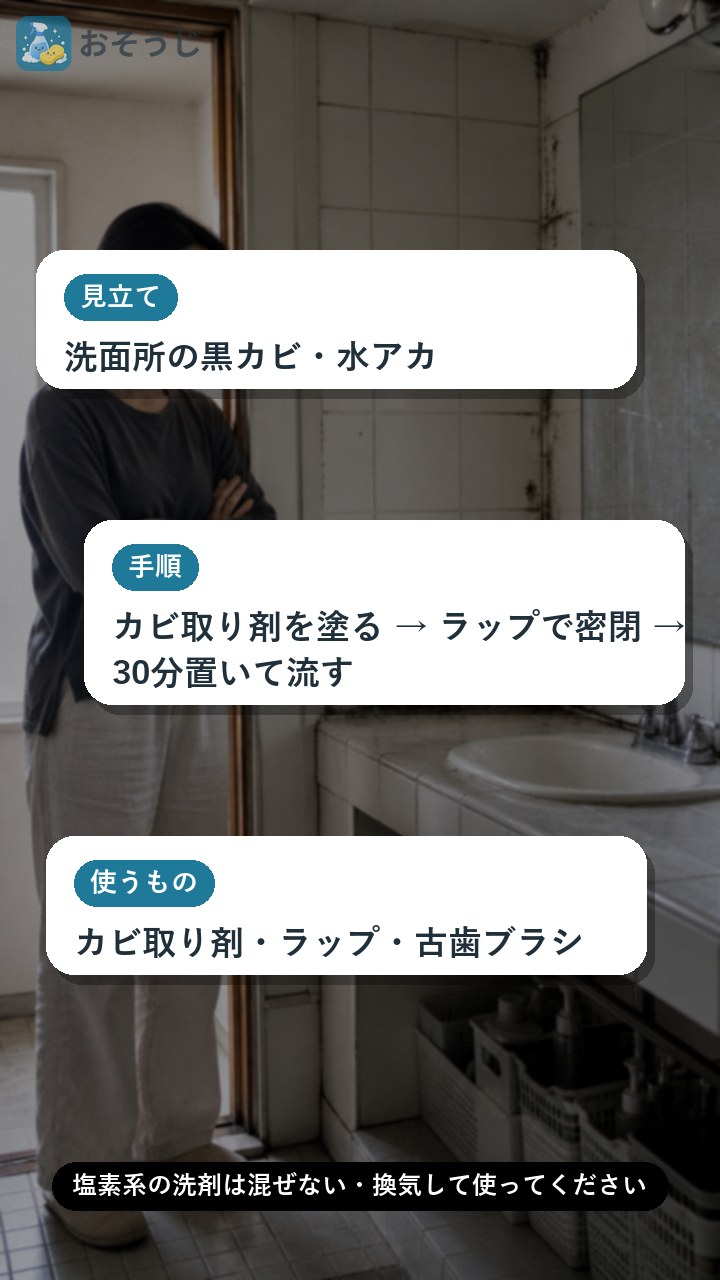 おそうじ
見立て
洗面所の黒カビ・水アカ
手順
カビ取り剤を塗る → ラップで密閉 →
30分置いて流す
使うもの
カビ取り剤・ラップ・古歯ブラシ
塩素系の洗剤は混ぜない・換気して使ってください